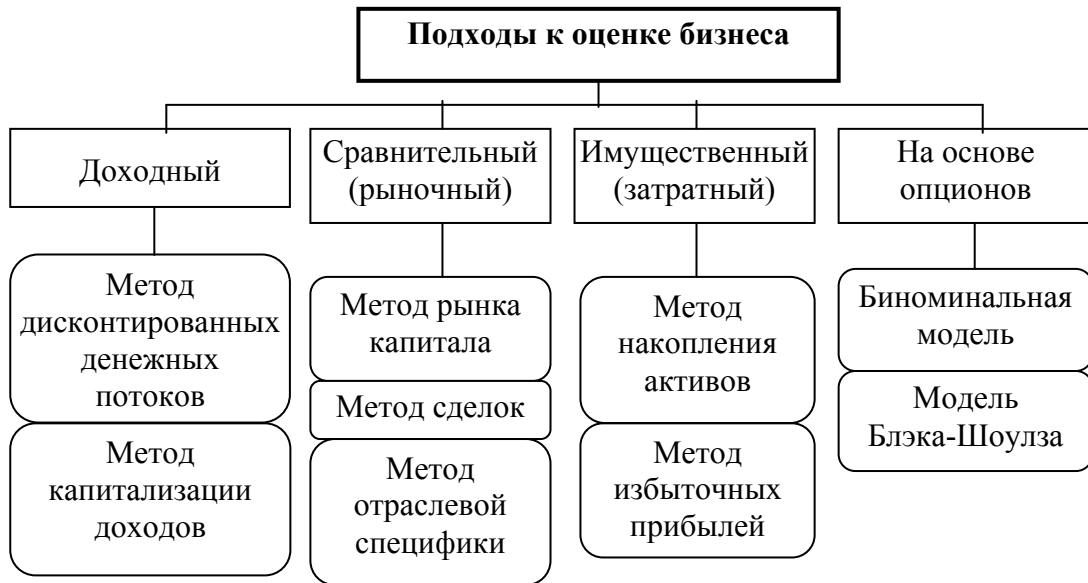 Подходы к оценке бизнеса
Доходный
Сравнительный
(рыночный)
Имущественный
(затратный)
На основе
опционов
Метод
дисконтированных
денежных
потоков
Метод
капитализации
доходов
Метод рынка
капитала
Метод сделок
Метод
отраслевой
специфики
Метод
накопления
активов
Метод
избыточных
прибылей
Биноминальная
модель
Модель
Блэка-Шоулза